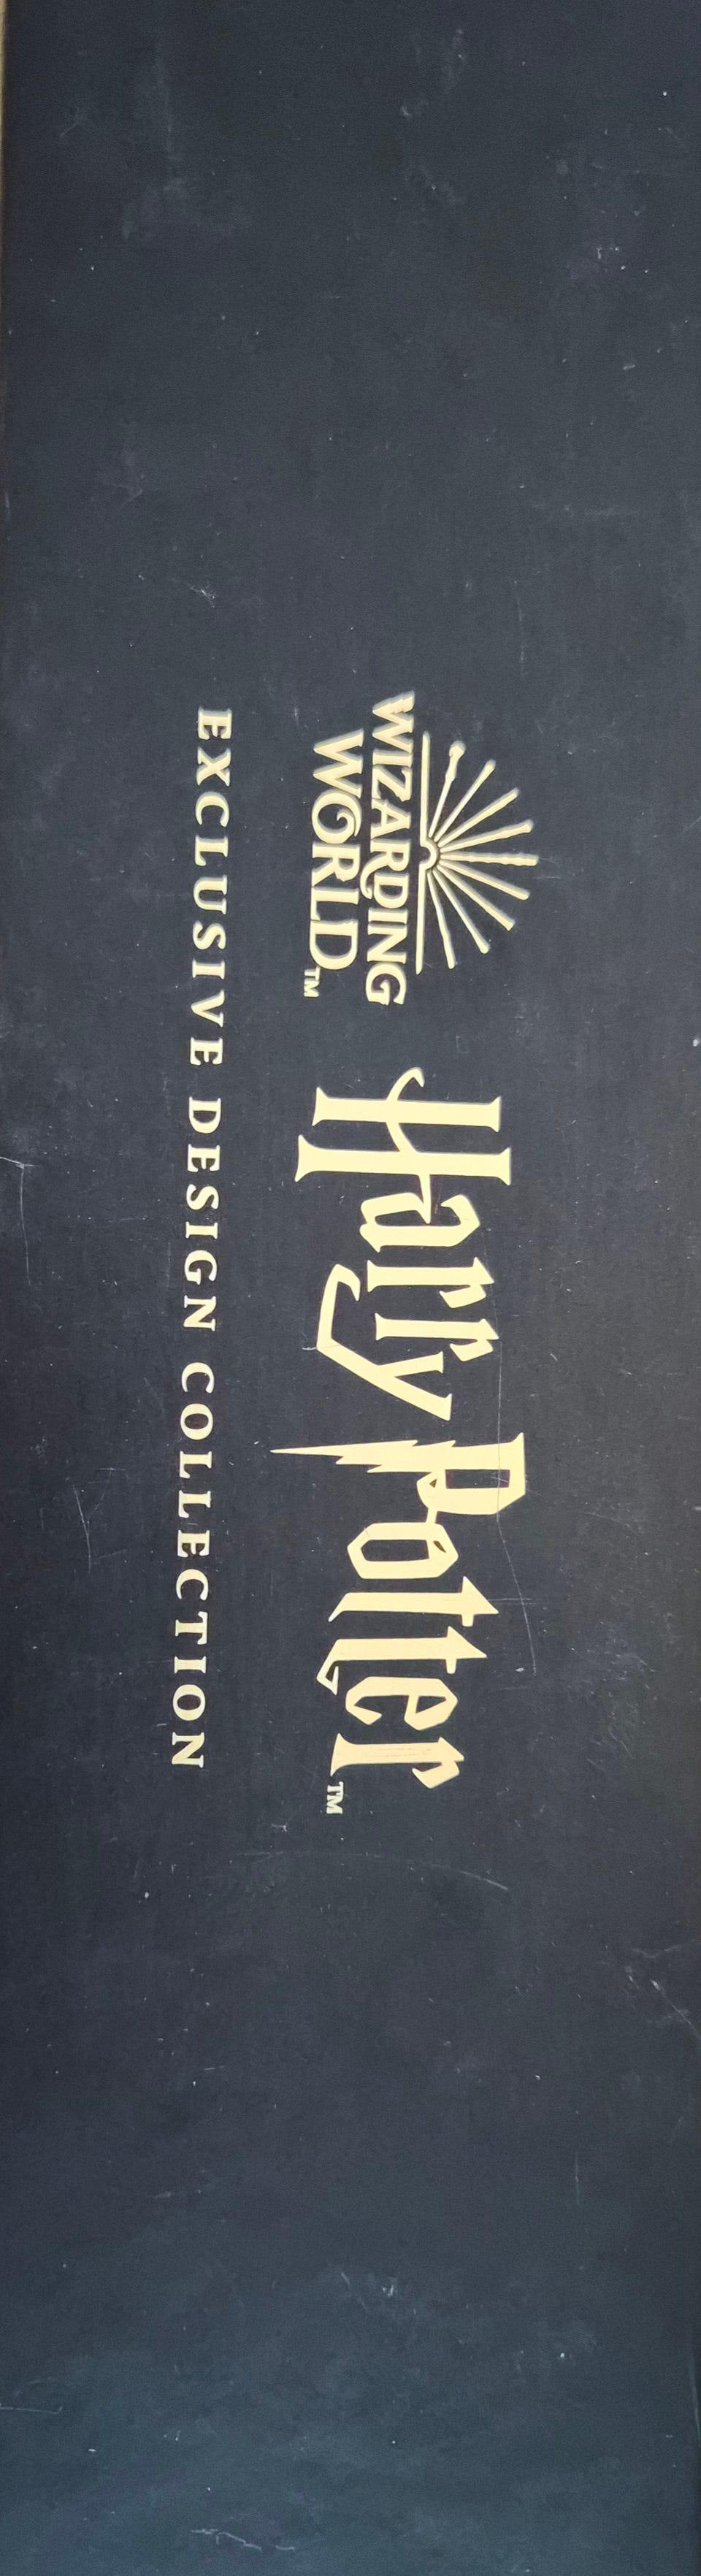 WIZARDING
WORLD™
Harry Potter™
EXCLUSIVE DESIGN COLLECTION